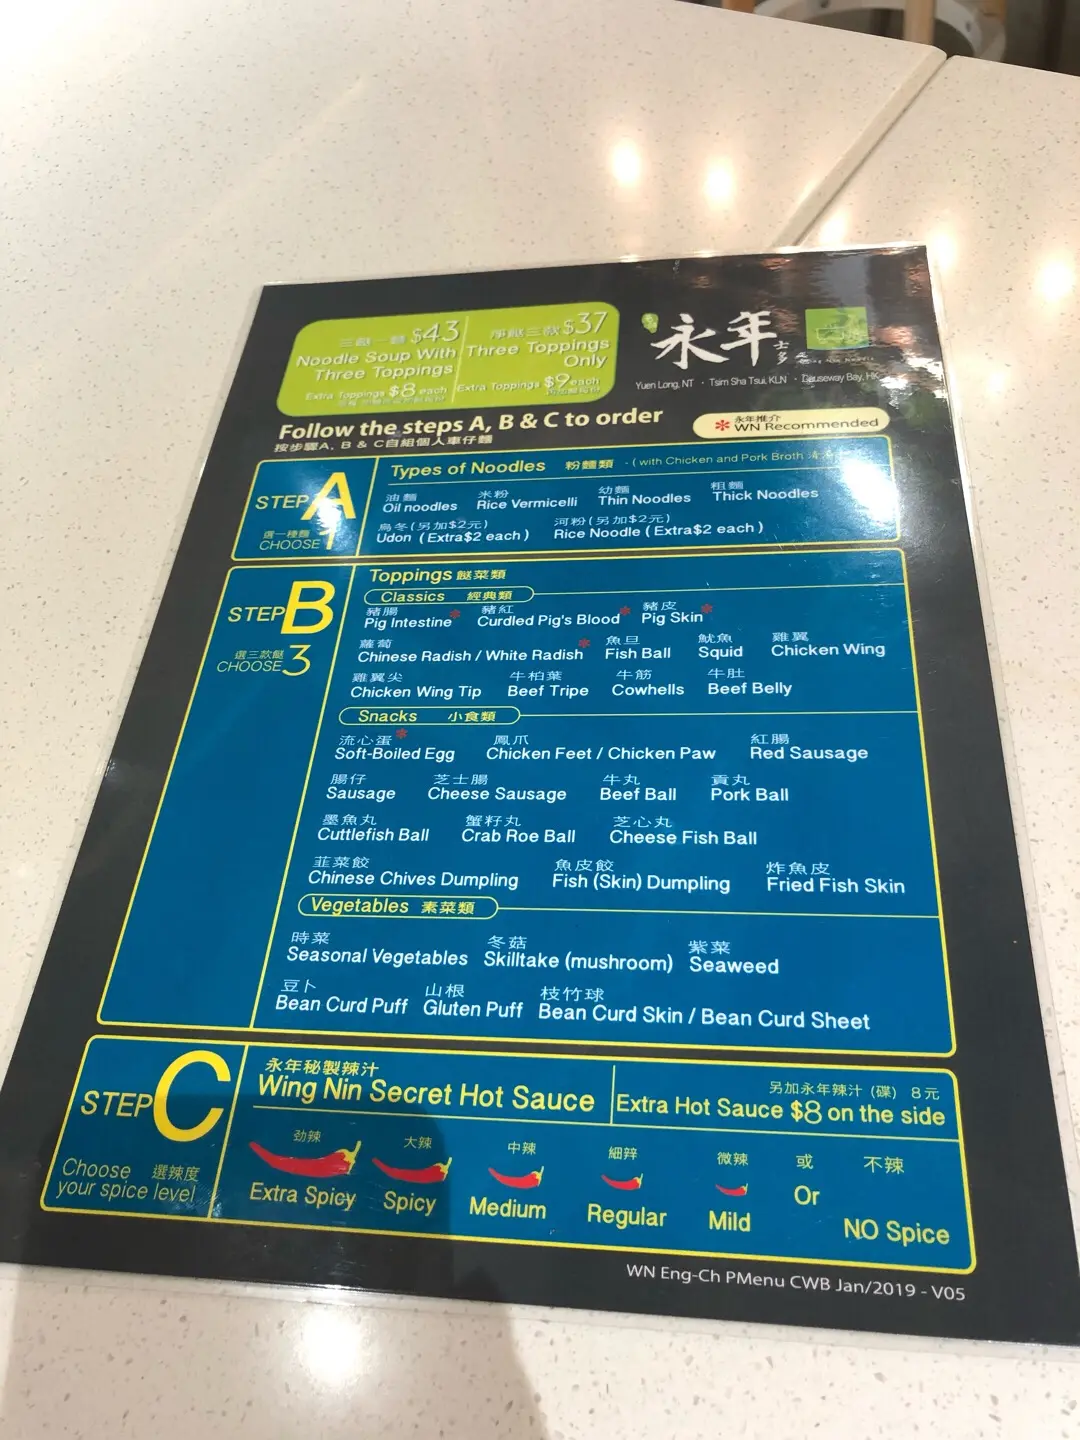 三餸一麵 $43
Noodle Soup With
Three Toppings
Extra Toppings $8 each
淨餸三款 $37
Three Toppings
Only
Extra Toppings $9 each
永年士多
Yuen Long, NT · Tsim Sha Tsui, KLN · Causeway Bay, HK
Follow the steps A, B & C to order
按步驟A, B & C自組個人車仔麵
*永年推介
WN Recommended
STEP A
選一種麵
CHOOSE 1
Types of Noodles 粉麵類 - ( with Chicken and Pork Broth
油麵 米粉 幼麵 粗麵
Oil noodles Rice Vermicelli Thin Noodles Thick Noodles
烏冬(另加$2元) 河粉(另加$2元)
Udon ( Extra$2 each ) Rice Noodle ( Extra$2 each )
STEP B
選三款餸
CHOOSE 3
Toppings 餸菜類
Classics 經典類
豬腸 豬紅 豬皮
Pig Intestine* Curdled Pig's Blood* Pig Skin*
蘿蔔 魚旦 魷魚 雞翼
Chinese Radish / White Radish* Fish Ball Squid Chicken Wing
雞翼尖 牛柏葉 牛筋 牛肚
Chicken Wing Tip Beef Tripe Cowhells Beef Belly
Snacks 小食類
流心蛋* 鳳爪 紅腸
Soft-Boiled Egg Chicken Feet / Chicken Paw Red Sausage
腸仔 芝士腸 牛丸 貢丸
Sausage Cheese Sausage Beef Ball Pork Ball
墨魚丸 蟹籽丸 芝心丸
Cuttlefish Ball Crab Roe Ball Cheese Fish Ball
韮菜餃 魚皮餃 炸魚皮
Chinese Chives Dumpling Fish (Skin) Dumpling Fried Fish Skin
Vegetables 素菜類
時菜 冬菇 紫菜
Seasonal Vegetables Skilltake (mushroom) Seaweed
豆卜 山根 枝竹球
Bean Curd Puff Gluten Puff Bean Curd Skin / Bean Curd Sheet
STEP C
Choose 選辣度
your spice level
永年秘製辣汁
Wing Nin Secret Hot Sauce
另加永年辣汁 (碟) 8元
Extra Hot Sauce $8 on the side
劲辣 大辣 中辣 細辢 微辣 或 不辣
Extra Spicy Spicy Medium Regular Mild Or NO Spice
WN Eng-Ch PMenu CWB Jan/2019 - V05